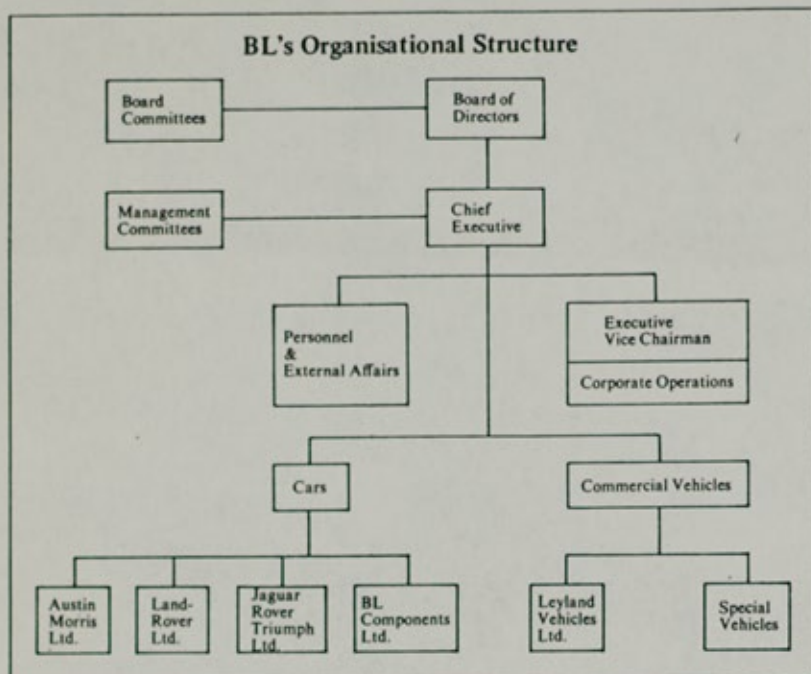 BL's Organisational Structure
Board
Committees
Board of
Directors
Management
Committees
Chief
Executive
Personnel
&
External Affairs
Executive
Vice Chairman
Corporate Operations
Cars
Commercial Vehicles
Austin
Morris
Ltd.
Land-
Rover
Ltd.
Jaguar
Rover
Triumph
Ltd.
BL
Components
Ltd.
Leyland
Vehicles
Ltd.
Special
Vehicles